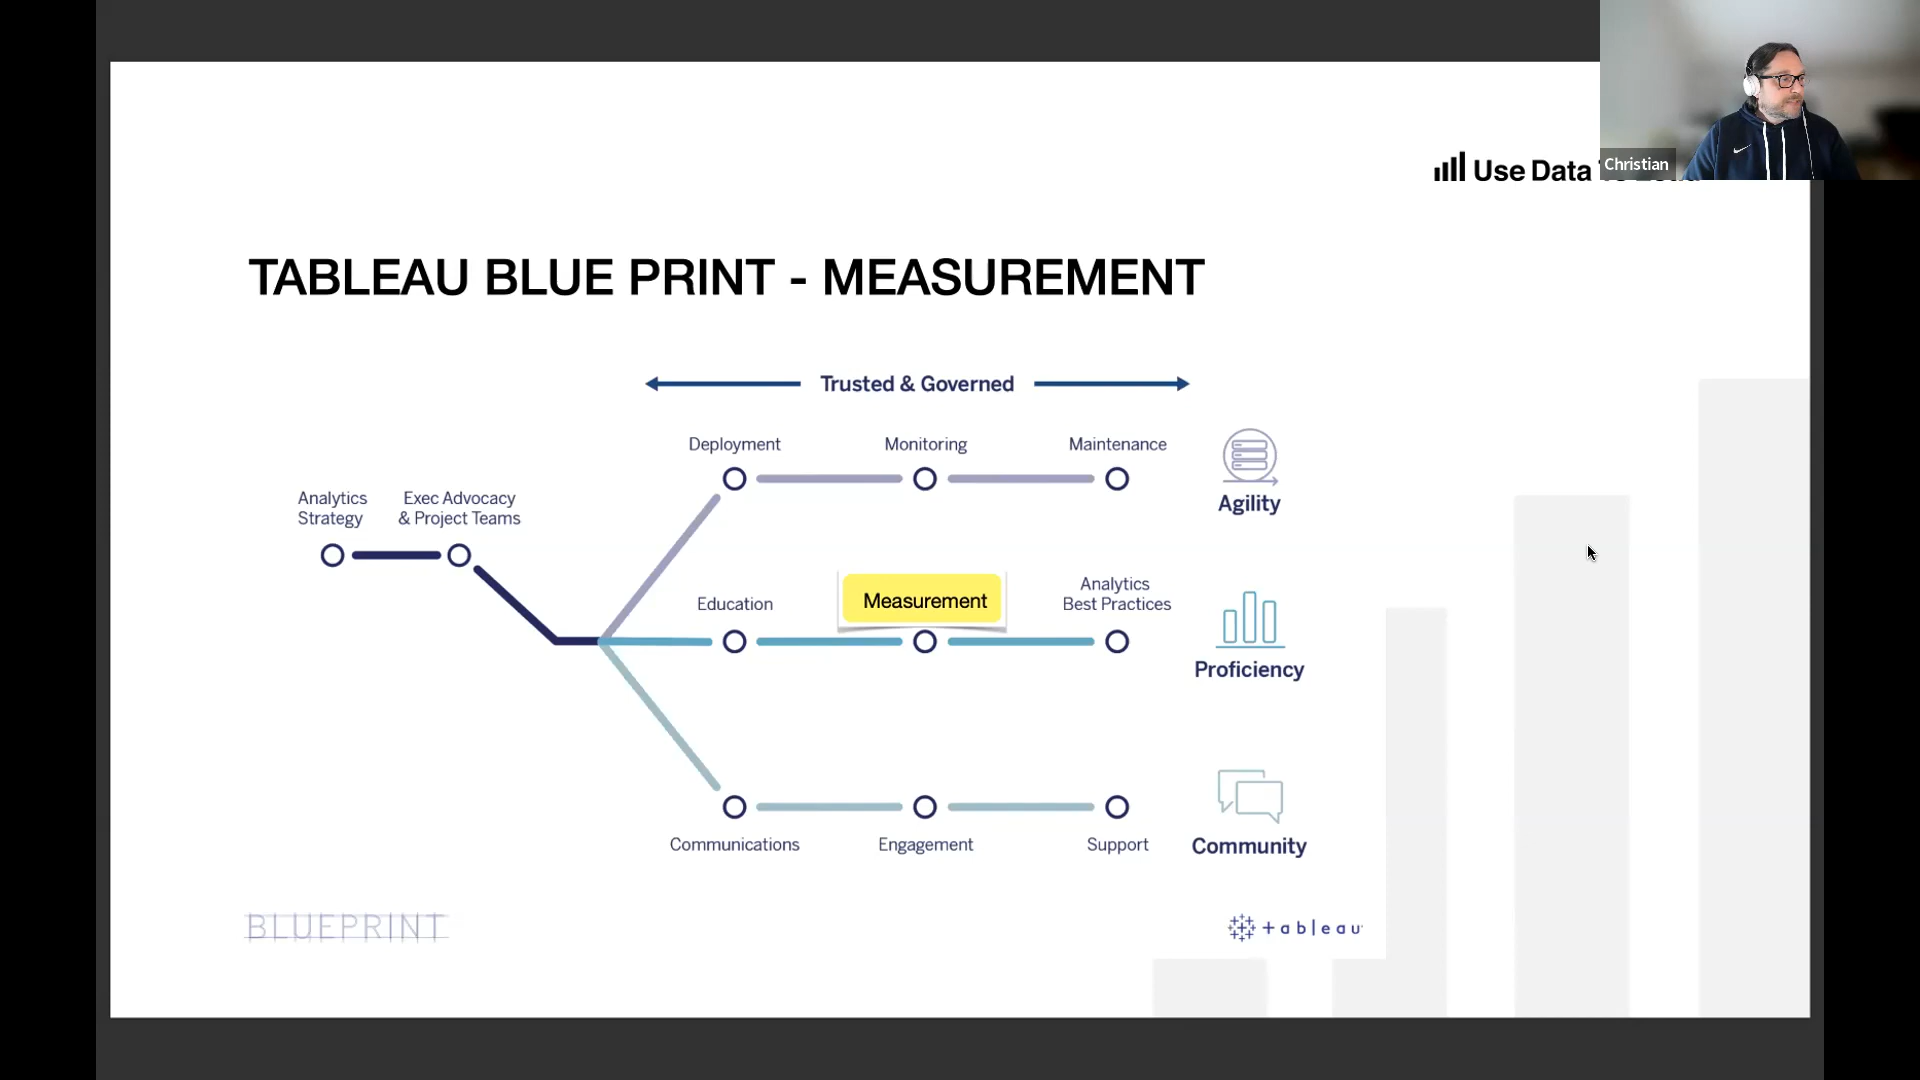 Christian
Use Data
TABLEAU BLUE PRINT - MEASUREMENT
Trusted & Governed
Deployment
Monitoring
Maintenance
Agility
Analytics
Strategy
Exec Advocacy
& Project Teams
Education
Measurement
Analytics
Best Practices
Proficiency
Communications
Engagement
Support
Community
BLUEPRINT
+ableau